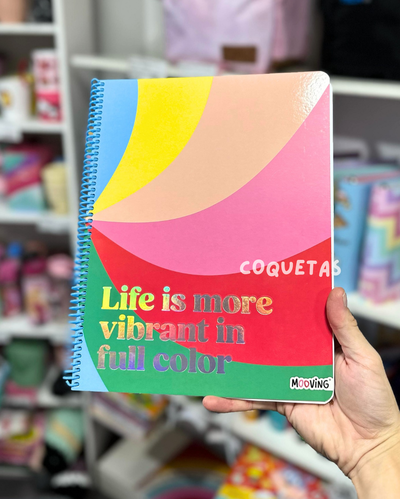 COQUETAS
Life is more
vibrant in
full color
MOOVING